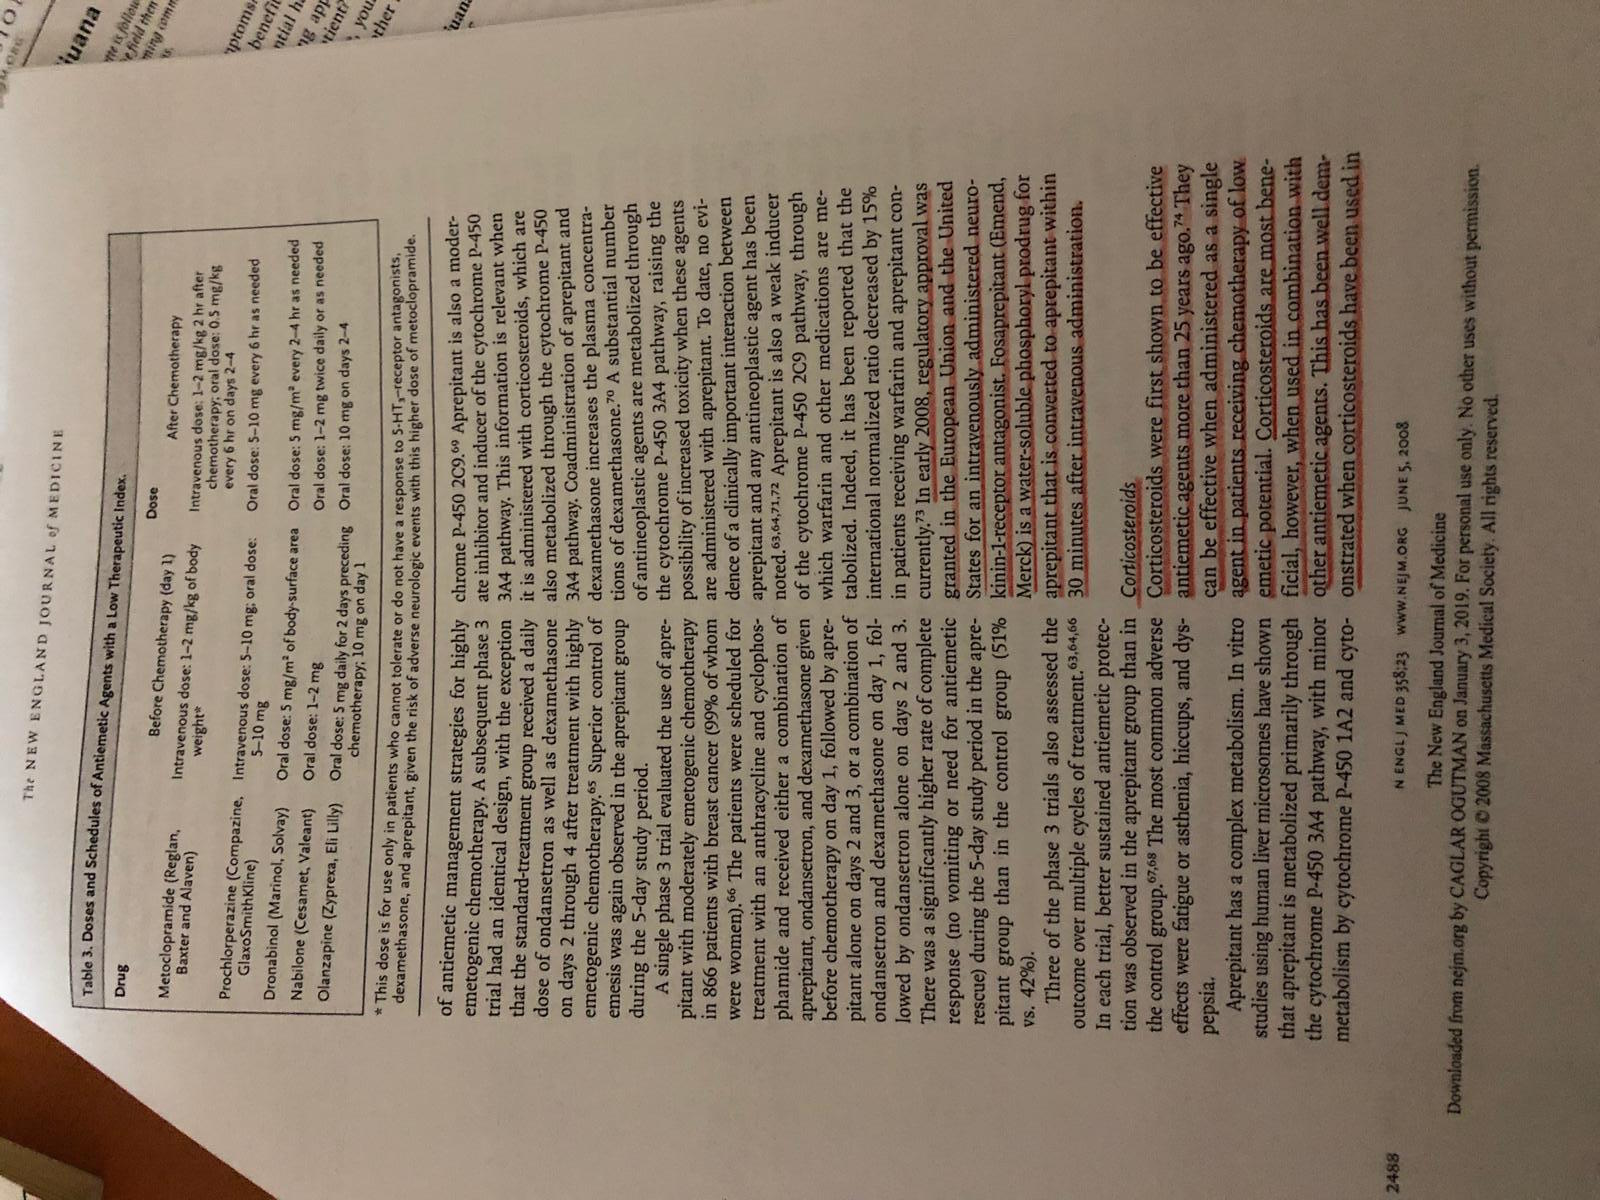 The NEW ENGLAND JOURNAL of MEDICINE
Table 3. Doses and Schedules of Antiemetic Agents with a Low Therapeutic Index.
Drug
Dose
Before Chemotherapy (day 1)
After Chemotherapy
Metoclopramide (Reglan,
Baxter and Alaven)
Intravenous dose: 1–2 mg/kg of body
weight*
Intravenous dose: 1–2 mg/kg 2 hr after
chemotherapy; oral dose: 0.5 mg/kg
every 6 hr on days 2–4
Prochlorperazine (Compazine,
GlaxoSmithKline)
Intravenous dose: 5–10 mg; oral dose:
5–10 mg
Oral dose: 5–10 mg every 6 hr as needed
Dronabinol (Marinol, Solvay)
Oral dose: 5 mg/m² of body-surface area
Oral dose: 5 mg/m² every 2–4 hr as needed
Nabilone (Cesamet, Valeant)
Oral dose: 1–2 mg
Oral dose: 1–2 mg twice daily or as needed
Olanzapine (Zyprexa, Eli Lilly)
Oral dose: 5 mg daily for 2 days preceding
chemotherapy; 10 mg on day 1
Oral dose: 10 mg on days 2–4
* This dose is for use only in patients who cannot tolerate or do not have a response to 5-HT₃–receptor antagonists,
dexamethasone, and aprepitant, given the risk of adverse neurologic events with this higher dose of metoclopramide.
of antiemetic management strategies for highly
emetogenic chemotherapy. A subsequent phase 3
trial had an identical design, with the exception
that the standard-treatment group received a daily
dose of ondansetron as well as dexamethasone
on days 2 through 4 after treatment with highly
emetogenic chemotherapy.⁶⁵ Superior control of
emesis was again observed in the aprepitant group
during the 5-day study period.
A single phase 3 trial evaluated the use of apre-
pitant with moderately emetogenic chemotherapy
in 866 patients with breast cancer (99% of whom
were women).⁶⁶ The patients were scheduled for
treatment with an anthracycline and cyclophos-
phamide and received either a combination of
aprepitant, ondansetron, and dexamethasone given
before chemotherapy on day 1, followed by apre-
pitant alone on days 2 and 3, or a combination of
ondansetron and dexamethasone on day 1, fol-
lowed by ondansetron alone on days 2 and 3.
There was a significantly higher rate of complete
response (no vomiting or need for antiemetic
rescue) during the 5-day study period in the apre-
pitant group than in the control group (51%
vs. 42%).
Three of the phase 3 trials also assessed the
outcome over multiple cycles of treatment.⁶³,⁶⁴,⁶⁶
In each trial, better sustained antiemetic protec-
tion was observed in the aprepitant group than in
the control group.⁶⁷,⁶⁸ The most common adverse
effects were fatigue or asthenia, hiccups, and dys-
pepsia.
Aprepitant has a complex metabolism. In vitro
studies using human liver microsomes have shown
that aprepitant is metabolized primarily through
the cytochrome P-450 3A4 pathway, with minor
metabolism by cytochrome P-450 1A2 and cyto-
chrome P-450 2C9.⁶⁹ Aprepitant is also a moder-
ate inhibitor and inducer of the cytochrome P-450
3A4 pathway. This information is relevant when
it is administered with corticosteroids, which are
also metabolized through the cytochrome P-450
3A4 pathway. Coadministration of aprepitant and
dexamethasone increases the plasma concentra-
tions of dexamethasone.⁷⁰ A substantial number
of antineoplastic agents are metabolized through
the cytochrome P-450 3A4 pathway, raising the
possibility of increased toxicity when these agents
are administered with aprepitant. To date, no evi-
dence of a clinically important interaction between
aprepitant and any antineoplastic agent has been
noted.⁶³,⁶⁴,⁷¹,⁷² Aprepitant is also a weak inducer
of the cytochrome P-450 2C9 pathway, through
which warfarin and other medications are me-
tabolized. Indeed, it has been reported that the
international normalized ratio decreased by 15%
in patients receiving warfarin and aprepitant con-
currently.⁷³ In early 2008, regulatory approval was
granted in the European Union and the United
States for an intravenously administered neuro-
kinin-1–receptor antagonist. Fosaprepitant (Emend,
Merck) is a water-soluble phosphoryl prodrug for
aprepitant that is converted to aprepitant within
30 minutes after intravenous administration.
Corticosteroids
Corticosteroids were first shown to be effective
antiemetic agents more than 25 years ago.⁷⁴ They
can be effective when administered as a single
agent in patients receiving chemotherapy of low
emetic potential. Corticosteroids are most bene-
ficial, however, when used in combination with
other antiemetic agents. This has been well dem-
onstrated when corticosteroids have been used in
2488
N ENGL J MED 358;23 WWW.NEJM.ORG JUNE 5, 2008
The New England Journal of Medicine
Downloaded from nejm.org by CAGLAR OGUTMAN on January 3, 2019. For personal use only. No other uses without permission.
Copyright © 2008 Massachusetts Medical Society. All rights reserved.